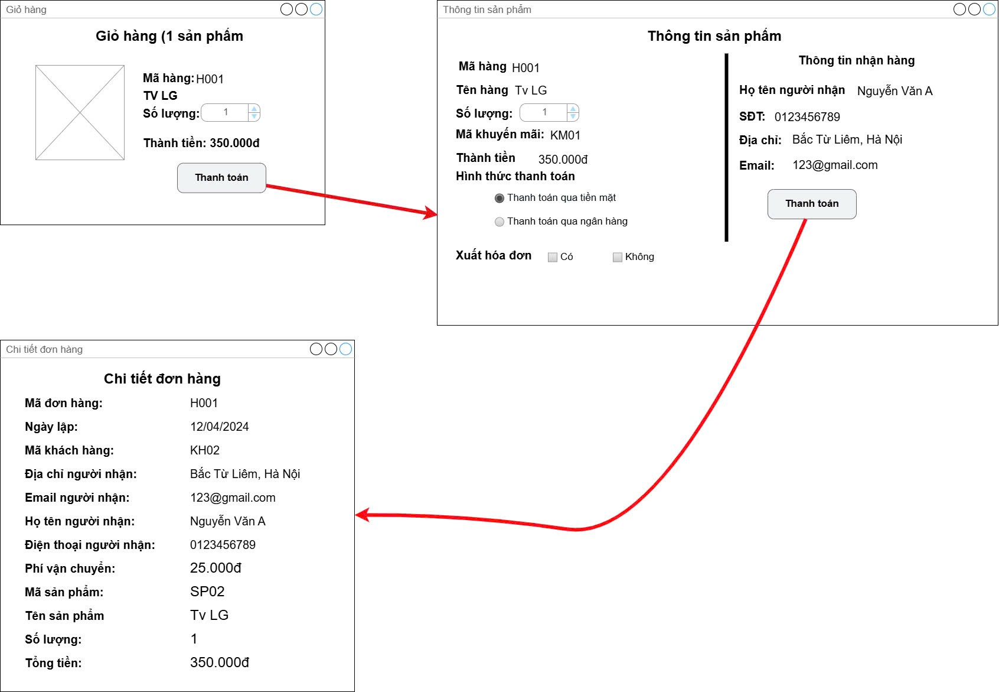 Giỏ hàng
Giỏ hàng (1 sản phẩm
Mã hàng: H001
TV LG
Số lượng: 1
Thành tiền: 350.000đ
Thanh toán
Thông tin sản phẩm
Thông tin sản phẩm
Mã hàng H001
Tên hàng Tv LG
Số lượng: 1
Mã khuyến mãi: KM01
Thành tiền 350.000đ
Hình thức thanh toán
Thanh toán qua tiền mặt
Thanh toán qua ngân hàng
Xuất hóa đơn Có Không
Thông tin nhận hàng
Họ tên người nhận Nguyễn Văn A
SĐT: 0123456789
Địa chỉ: Bắc Từ Liêm, Hà Nội
Email: 123@gmail.com
Thanh toán
Chi tiết đơn hàng
Chi tiết đơn hàng
Mã đơn hàng: H001
Ngày lập: 12/04/2024
Mã khách hàng: KH02
Địa chỉ người nhận: Bắc Từ Liêm, Hà Nội
Email người nhận: 123@gmail.com
Họ tên người nhận: Nguyễn Văn A
Điện thoại người nhận: 0123456789
Phí vận chuyển: 25.000đ
Mã sản phẩm: SP02
Tên sản phẩm Tv LG
Số lượng: 1
Tổng tiền: 350.000đ